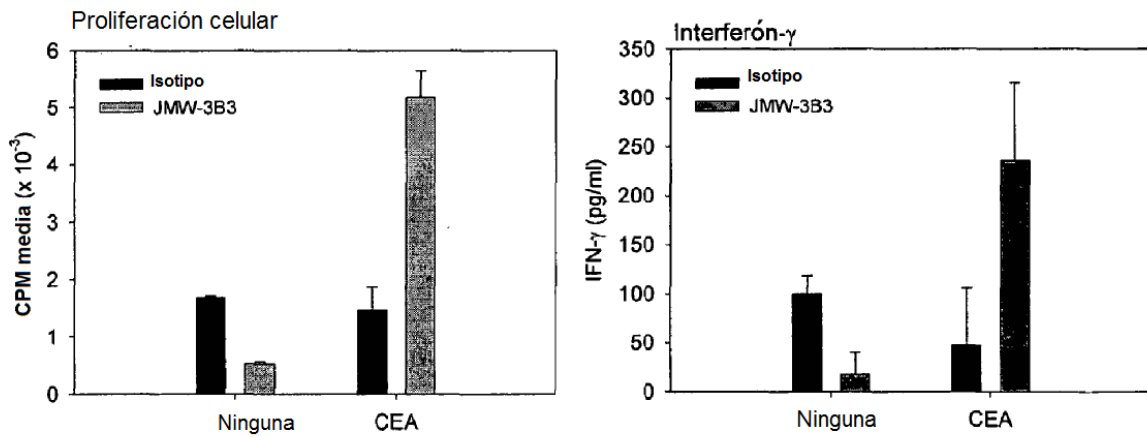 Proliferación celular
6
5
4
3
2
1
0
CPM media (x 10⁻³)
Isotipo
JMW-3B3
Ninguna
CEA
Interferón-γ
350
300
250
200
150
100
50
0
IFN-γ (pg/ml)
Isotipo
JMW-3B3
Ninguna
CEA